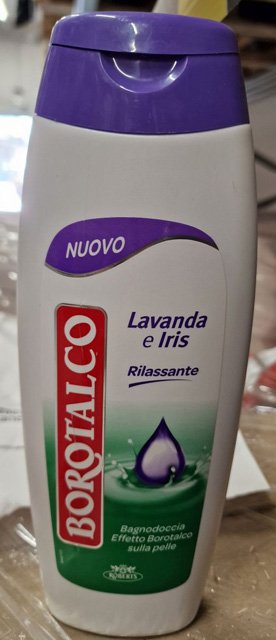 NUOVO
Lavanda
e Iris
Rilassante
BOROTALCO
Bagnodoccia
Effetto Borotalco
sulla pelle
ROBERTS